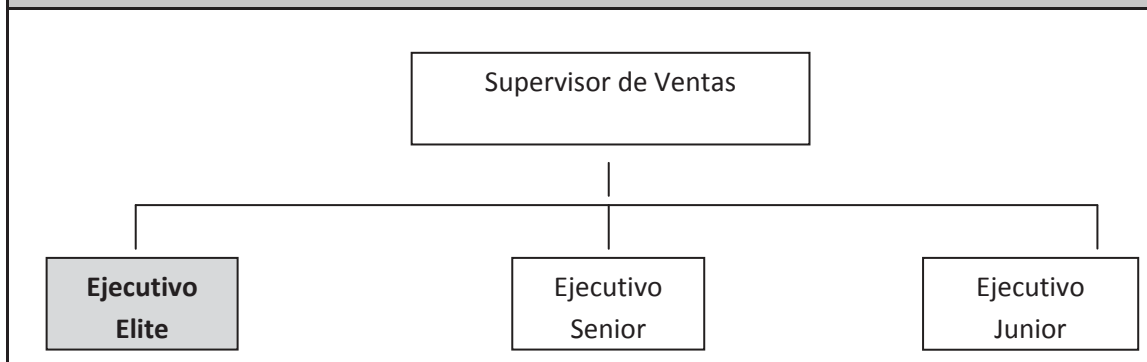 Supervisor de Ventas
Ejecutivo
Elite
Ejecutivo
Senior
Ejecutivo
Junior